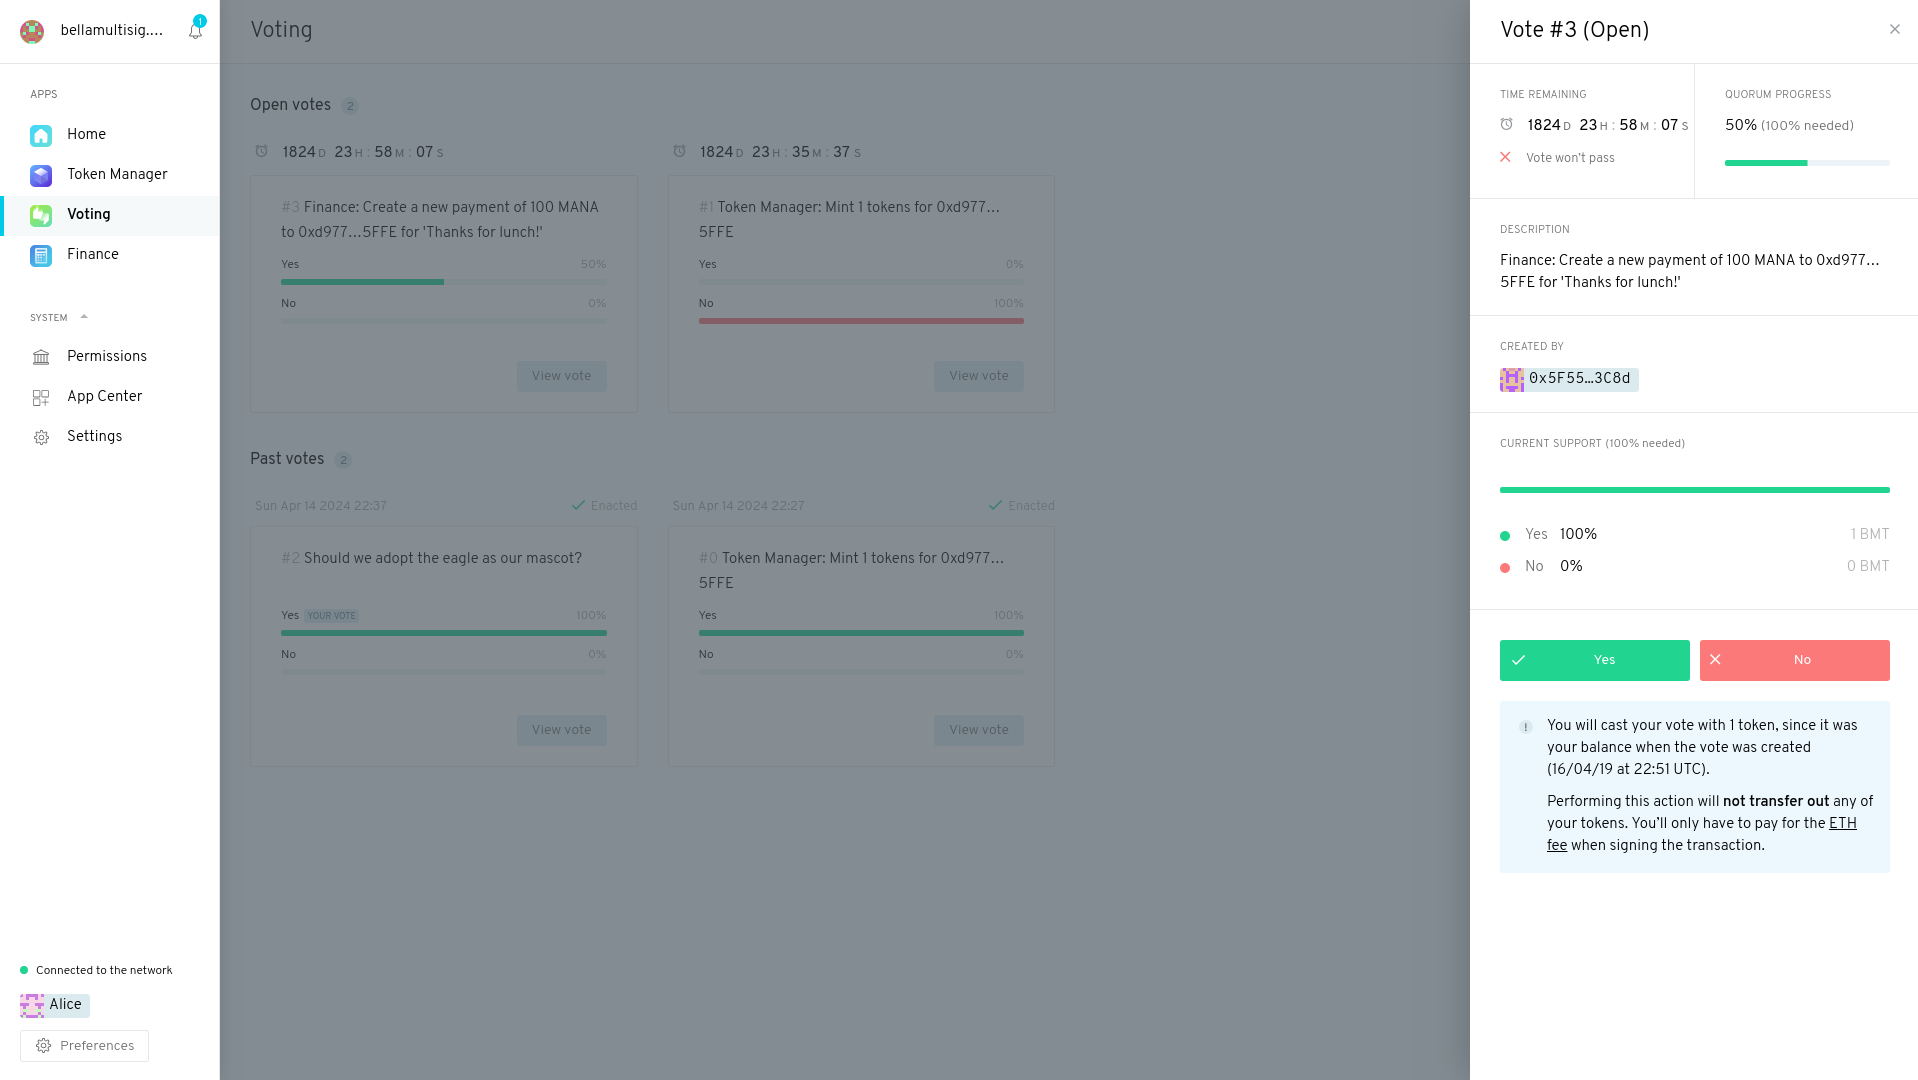 bellamultisig.…
1
APPS
Home
Token Manager
Voting
Finance
SYSTEM
Permissions
App Center
Settings
Connected to the network
Alice
Preferences
Voting
Open votes 2
1824 D 23 H : 58 M : 07 S
#3 Finance: Create a new payment of 100 MANA
to 0xd977…5FFE for 'Thanks for lunch!'
Yes 50%
No 0%
View vote
1824 D 23 H : 35 M : 37 S
#1 Token Manager: Mint 1 tokens for 0xd977…
5FFE
Yes 0%
No 100%
View vote
Past votes 2
Sun Apr 14 2024 22:37 Enacted
#2 Should we adopt the eagle as our mascot?
Yes YOUR VOTE 100%
No 0%
View vote
Sun Apr 14 2024 22:27 Enacted
#0 Token Manager: Mint 1 tokens for 0xd977…
5FFE
Yes 100%
No 0%
View vote
Vote #3 (Open)
TIME REMAINING
1824 D 23 H : 58 M : 07 S
Vote won't pass
QUORUM PROGRESS
50% (100% needed)
DESCRIPTION
Finance: Create a new payment of 100 MANA to 0xd977…
5FFE for 'Thanks for lunch!'
CREATED BY
0x5F55…3C8d
CURRENT SUPPORT (100% needed)
Yes 100% 1 BMT
No 0% 0 BMT
Yes
No
You will cast your vote with 1 token, since it was
your balance when the vote was created
(16/04/19 at 22:51 UTC).
Performing this action will not transfer out any of
your tokens. You’ll only have to pay for the ETH
fee when signing the transaction.